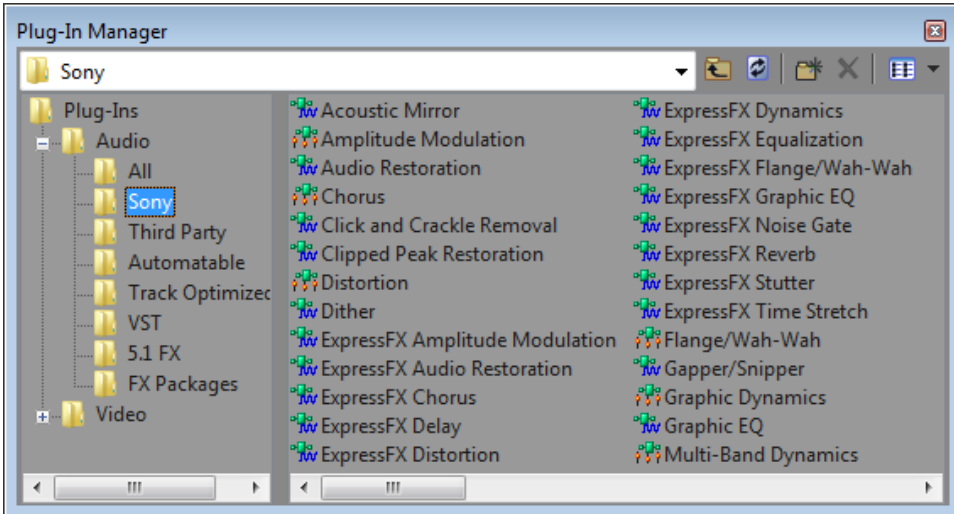 Plug-In Manager
Sony
Plug-Ins
Audio
All
Sony
Third Party
Automatable
Track Optimized
VST
5.1 FX
FX Packages
Video
Acoustic Mirror
Amplitude Modulation
Audio Restoration
Chorus
Click and Crackle Removal
Clipped Peak Restoration
Distortion
Dither
ExpressFX Amplitude Modulation
ExpressFX Audio Restoration
ExpressFX Chorus
ExpressFX Delay
ExpressFX Distortion
ExpressFX Dynamics
ExpressFX Equalization
ExpressFX Flange/Wah-Wah
ExpressFX Graphic EQ
ExpressFX Noise Gate
ExpressFX Reverb
ExpressFX Stutter
ExpressFX Time Stretch
Flange/Wah-Wah
Gapper/Snipper
Graphic Dynamics
Graphic EQ
Multi-Band Dynamics